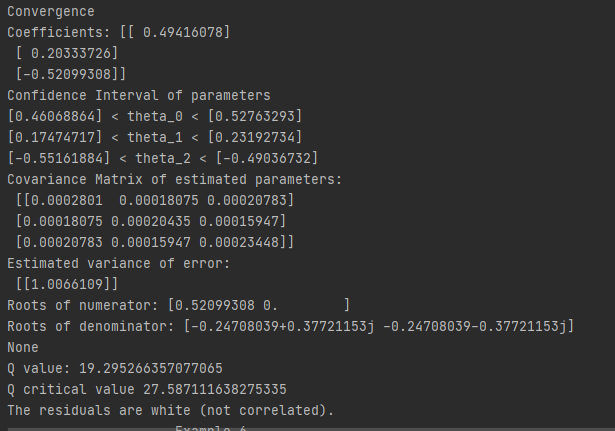 Convergence
Coefficients: [[ 0.49416078]
 [ 0.20333726]
 [-0.52099308]]
Confidence Interval of parameters
[0.46068864] < theta_0 < [0.52763293]
[0.17474717] < theta_1 < [0.23192734]
[-0.55161884] < theta_2 < [-0.49036732]
Covariance Matrix of estimated parameters:
 [[0.0002801  0.00018075 0.00020783]
 [0.00018075 0.00020435 0.00015947]
 [0.00020783 0.00015947 0.00023448]]
Estimated variance of error:
 [[1.0066109]]
Roots of numerator: [0.52099308 0.        ]
Roots of denominator: [-0.24708039+0.37721153j -0.24708039-0.37721153j]
None
Q value: 19.295266357077065
Q critical value 27.587111638275335
The residuals are white (not correlated).
Example 6